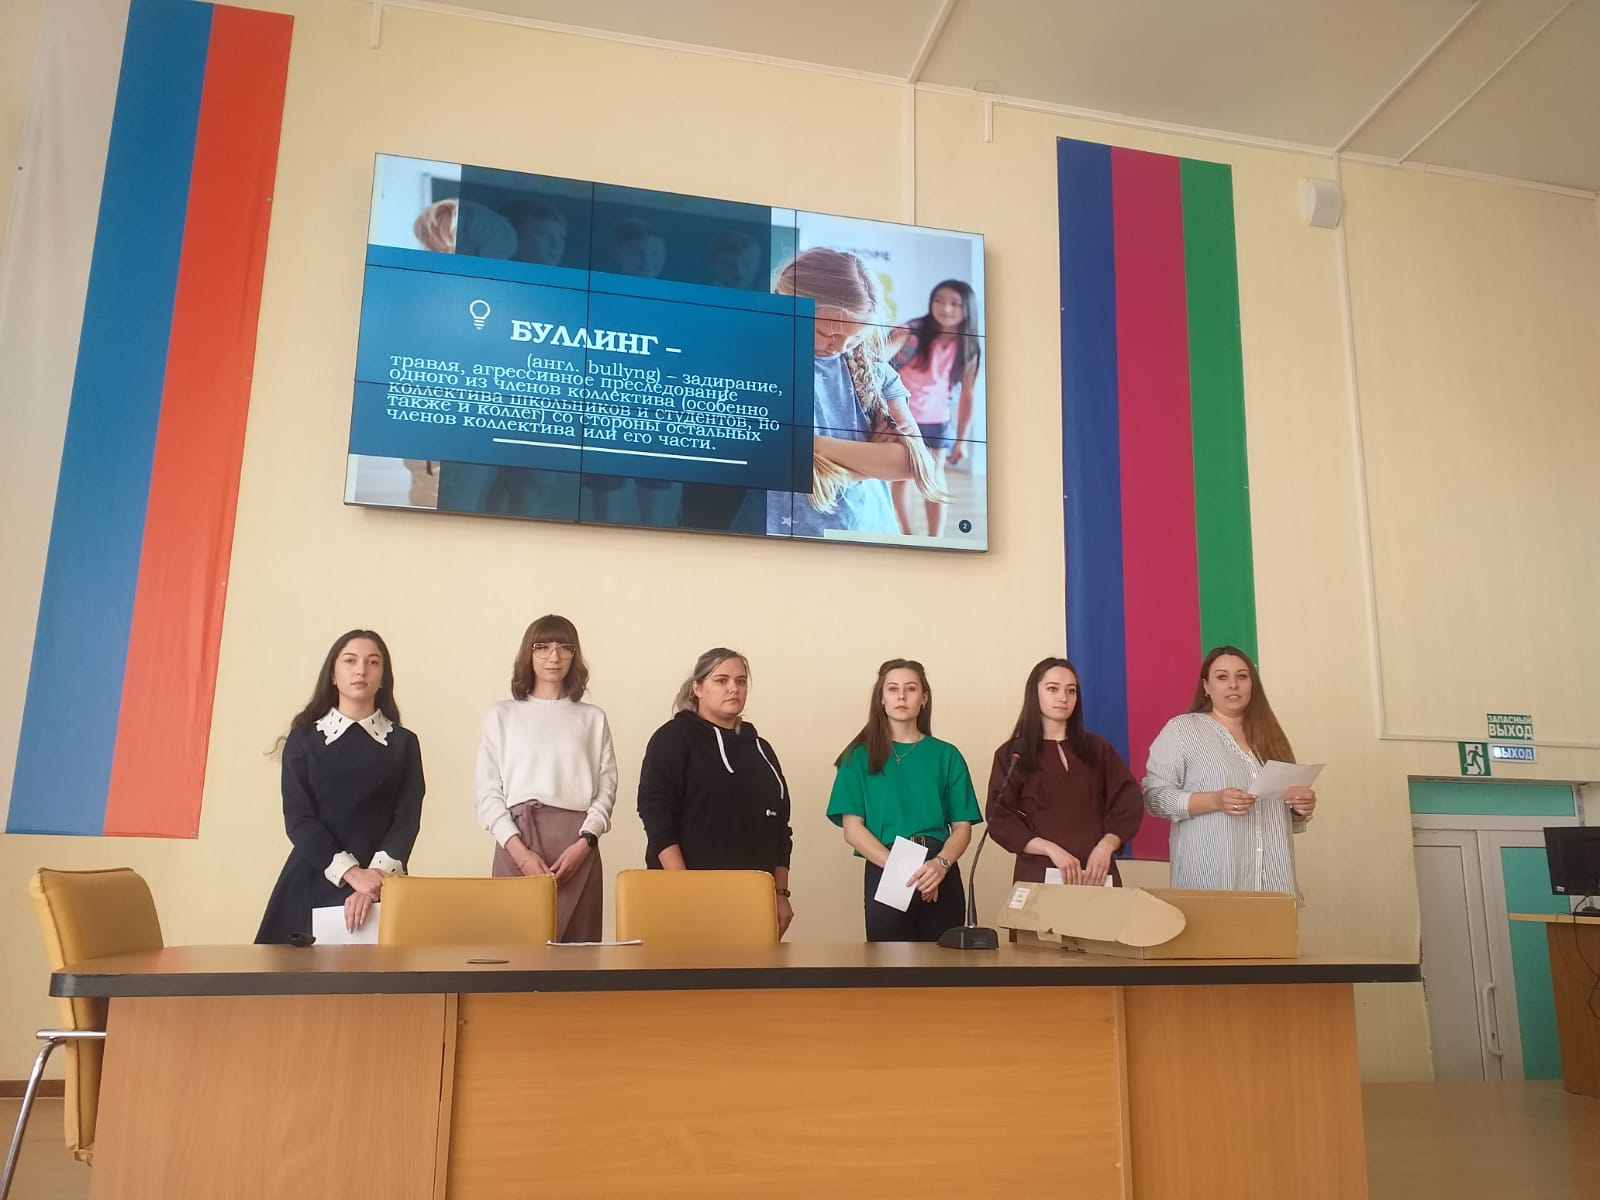 БУЛЛИНГ –
(англ. bullyng) – задирание,
травля, агрессивное преследование
одного из членов коллектива (особенно
коллектива школьников и студентов, но
также и коллег) со стороны остальных
членов коллектива или его части.
2
ЗАПАСНЫЙ
ВЫХОД
ВЫХОД